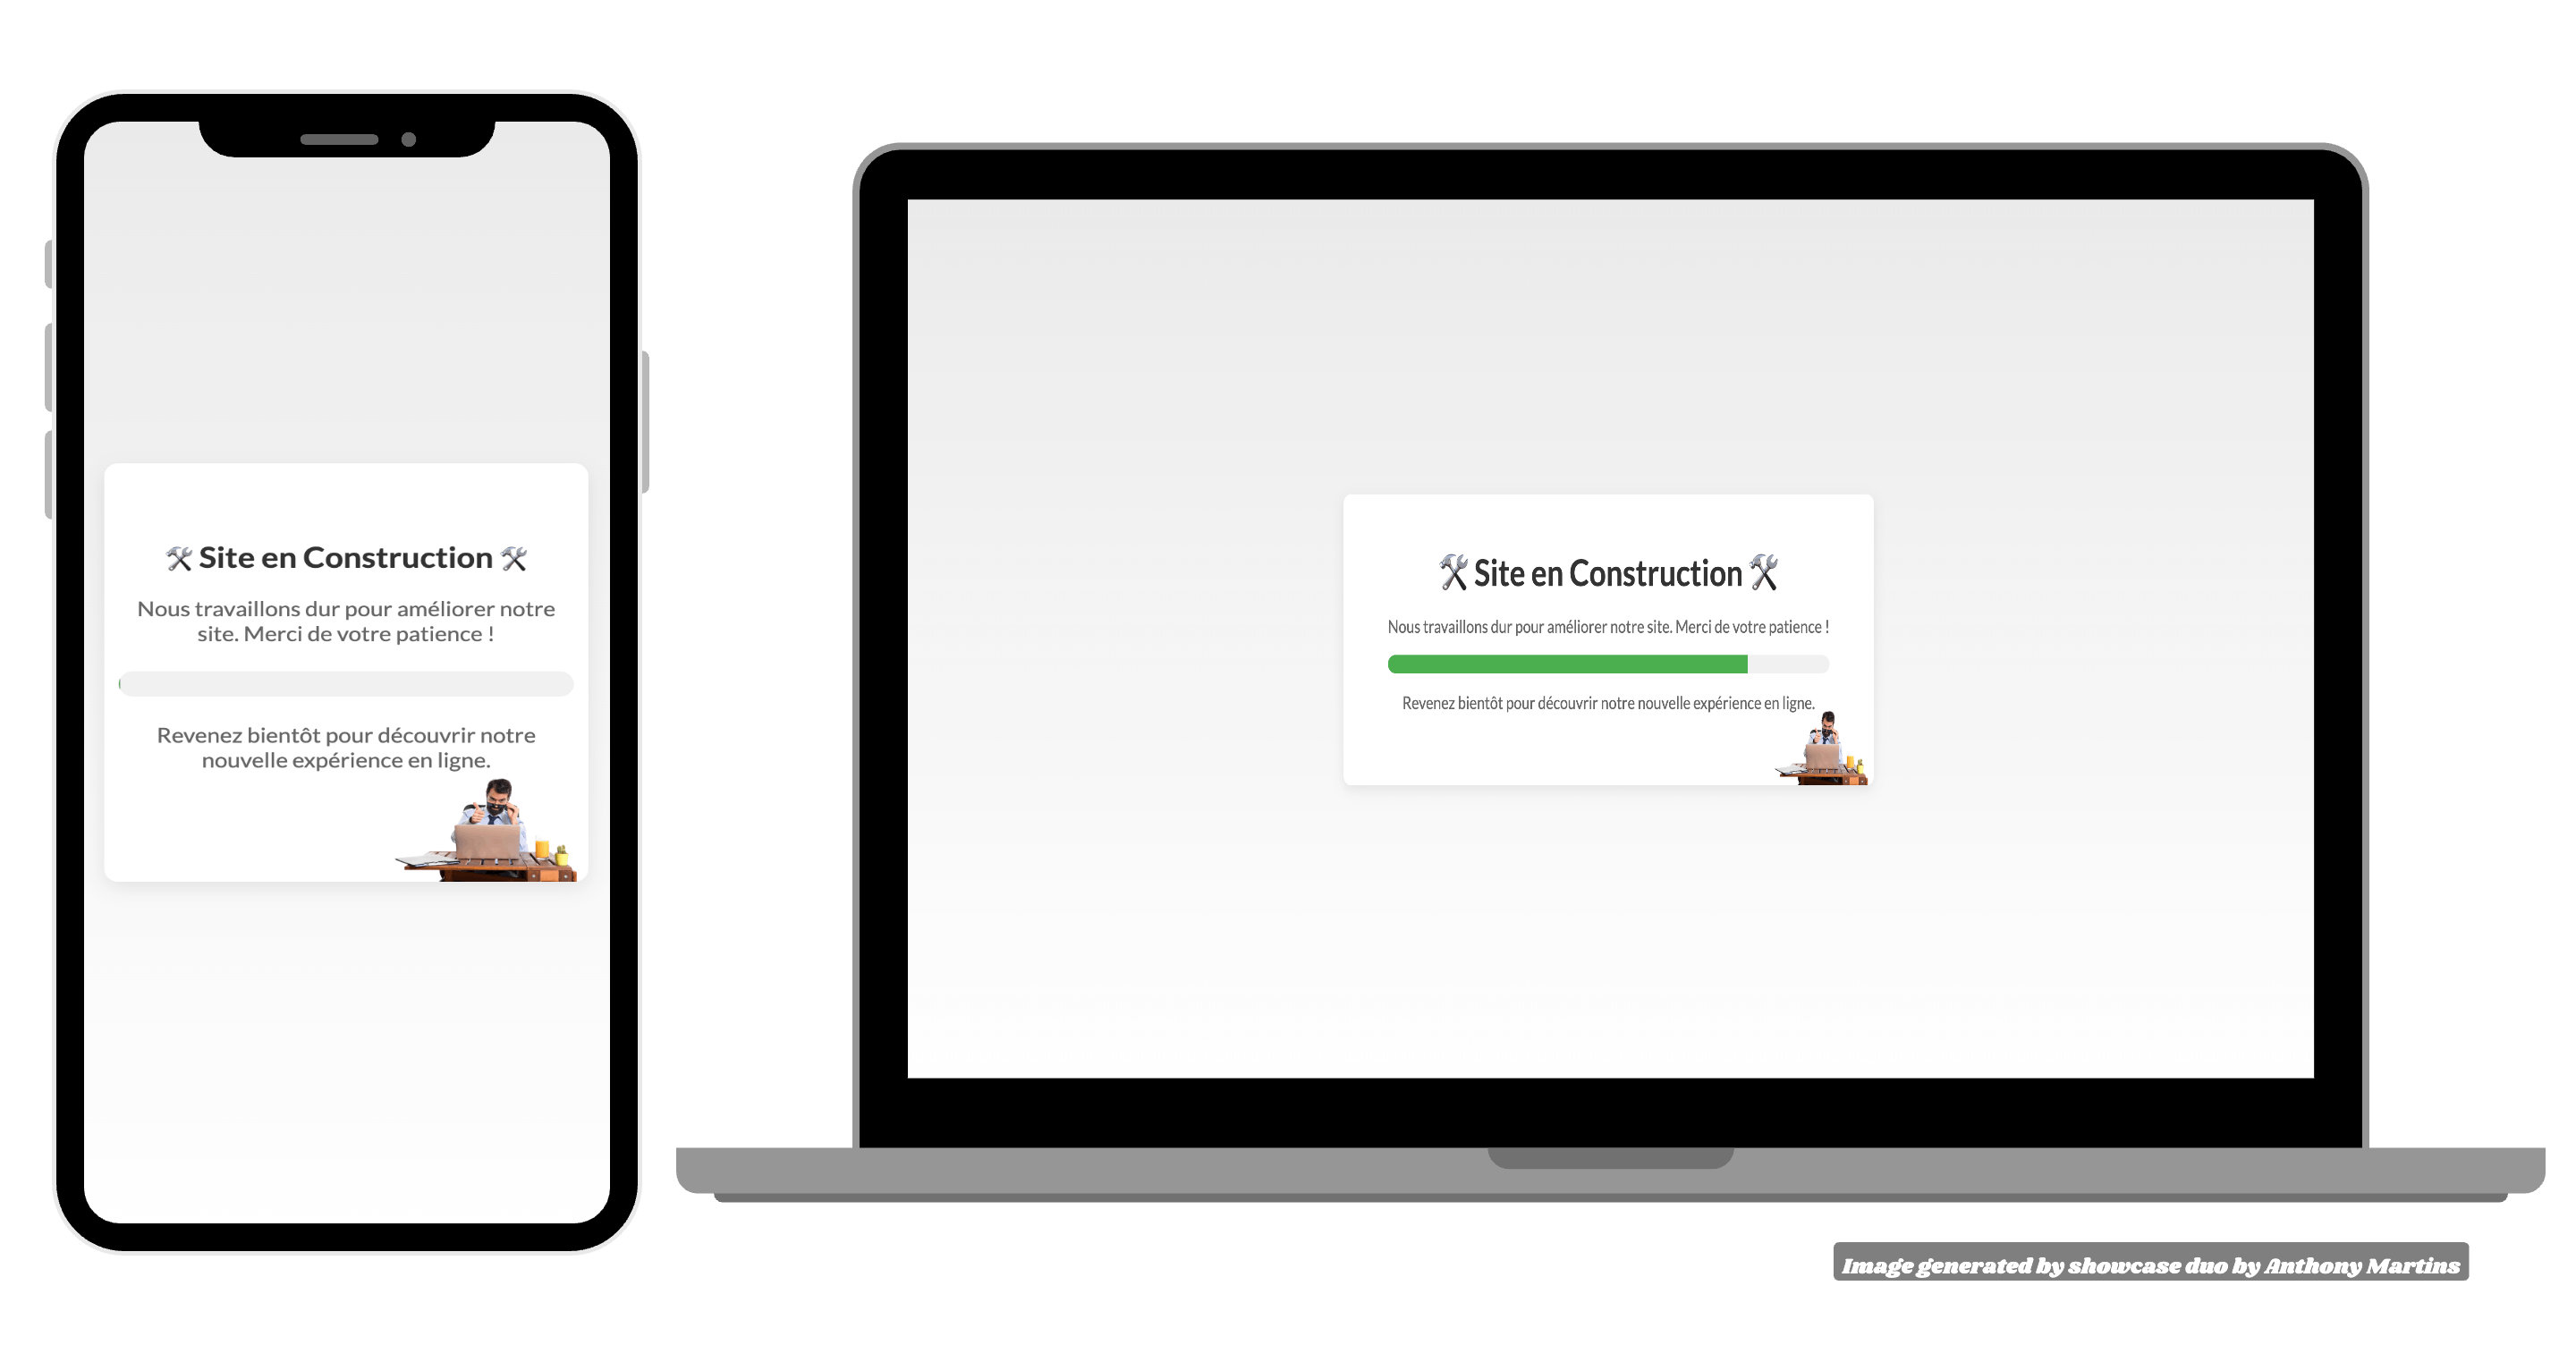 🛠️ Site en Construction 🛠️
Nous travaillons dur pour améliorer notre
site. Merci de votre patience !
Revenez bientôt pour découvrir notre
nouvelle expérience en ligne.
🛠️ Site en Construction 🛠️
Nous travaillons dur pour améliorer notre site. Merci de votre patience !
Revenez bientôt pour découvrir notre nouvelle expérience en ligne.
Image generated by showcase duo by Anthony Martins